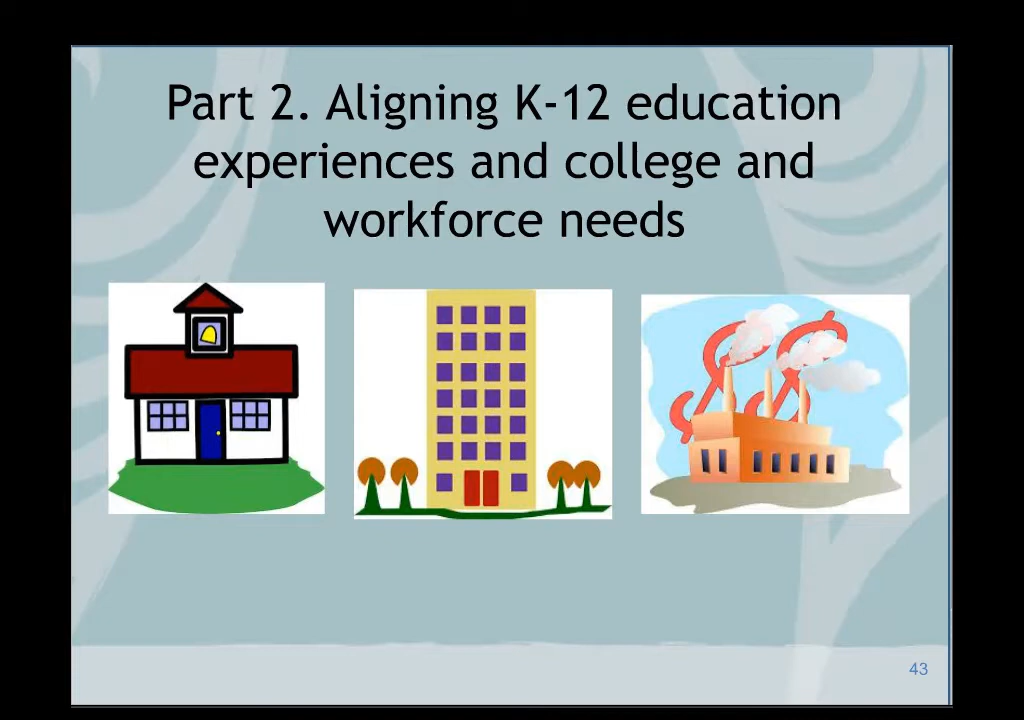 Part 2. Aligning K-12 education
experiences and college and
workforce needs
43